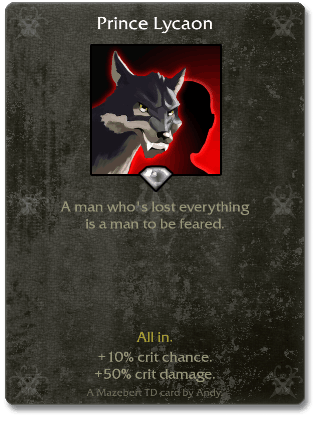 Prince Lycaon
A man who's lost everything
is a man to be feared.
All in.
+10% crit chance.
+50% crit damage.
A Mazebert TD card by Andy